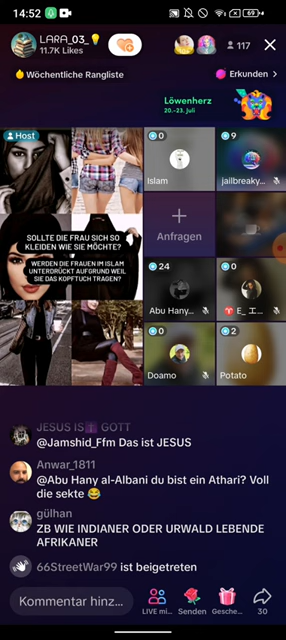 14:52
69
LARA_03_💡
11.7K Likes
117
Wöchentliche Rangliste
Erkunden >
Löwenherz
20.-23. Juli
Host
0
9
Islam
jailbreaky...
SOLLTE DIE FRAU SICH SO
KLEIDEN WIE SIE MÖCHTE?
WERDEN DIE FRAUEN IM ISLAM
UNTERDRÜCKT AUFGRUND WEIL
SIE DAS KOPFTUCH TRAGEN?
+
Anfragen
24
0
Abu Hany...
♈ E_工...
0
2
Doamo
Potato
JESUS IS✝️ GOTT
@Jamshid_Ffm Das ist JESUS
Anwar_1811
@Abu Hany al-Albani du bist ein Athari? Voll
die sekte 😂
gülhan
ZB WIE INDIANER ODER URWALD LEBENDE
AFRIKANER
66StreetWar99 ist beigetreten
Kommentar hinz...
LIVE mi...
Senden
Gesche...
30